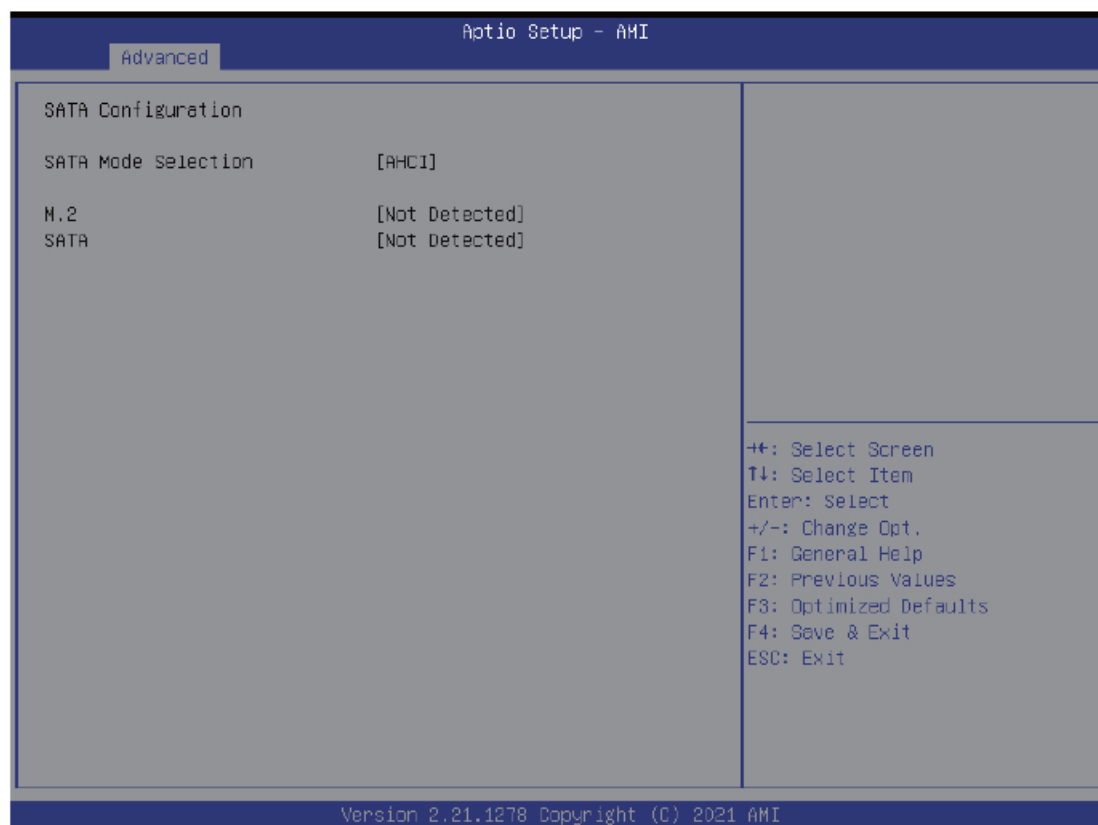 Aptio Setup - AMI
Advanced
SATA Configuration
SATA Mode Selection [AHCI]
M.2 [Not Detected]
SATA [Not Detected]
→←: Select Screen
↑↓: Select Item
Enter: Select
+/-: Change Opt.
F1: General Help
F2: Previous Values
F3: Optimized Defaults
F4: Save & Exit
ESC: Exit
Version 2.21.1278 Copyright (C) 2021 AMI